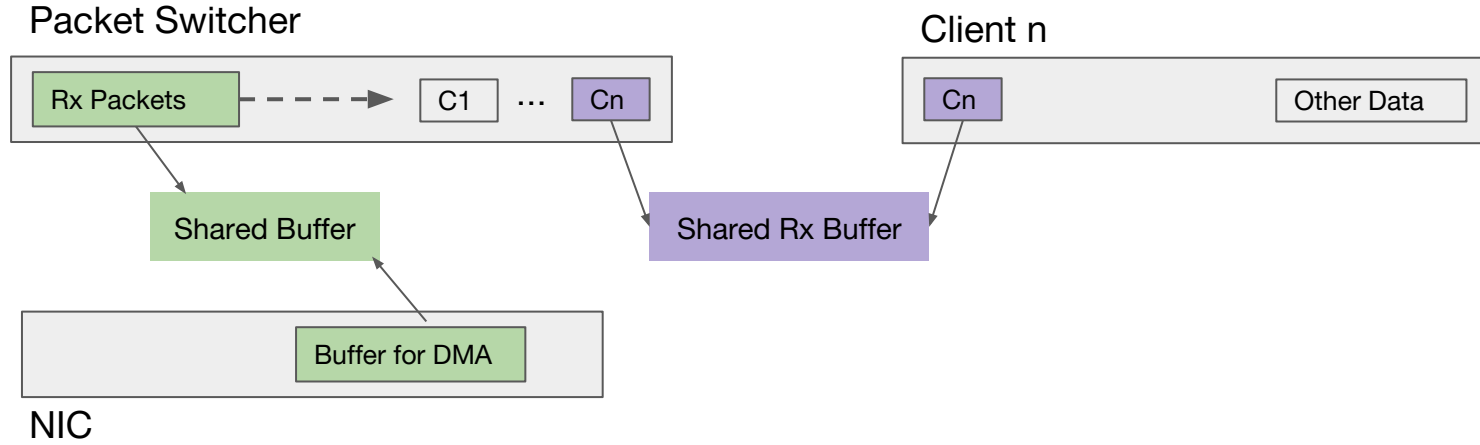 Packet Switcher
Client n
Rx Packets
C1
...
Cn
Cn
Other Data
Shared Buffer
Shared Rx Buffer
Buffer for DMA
NIC